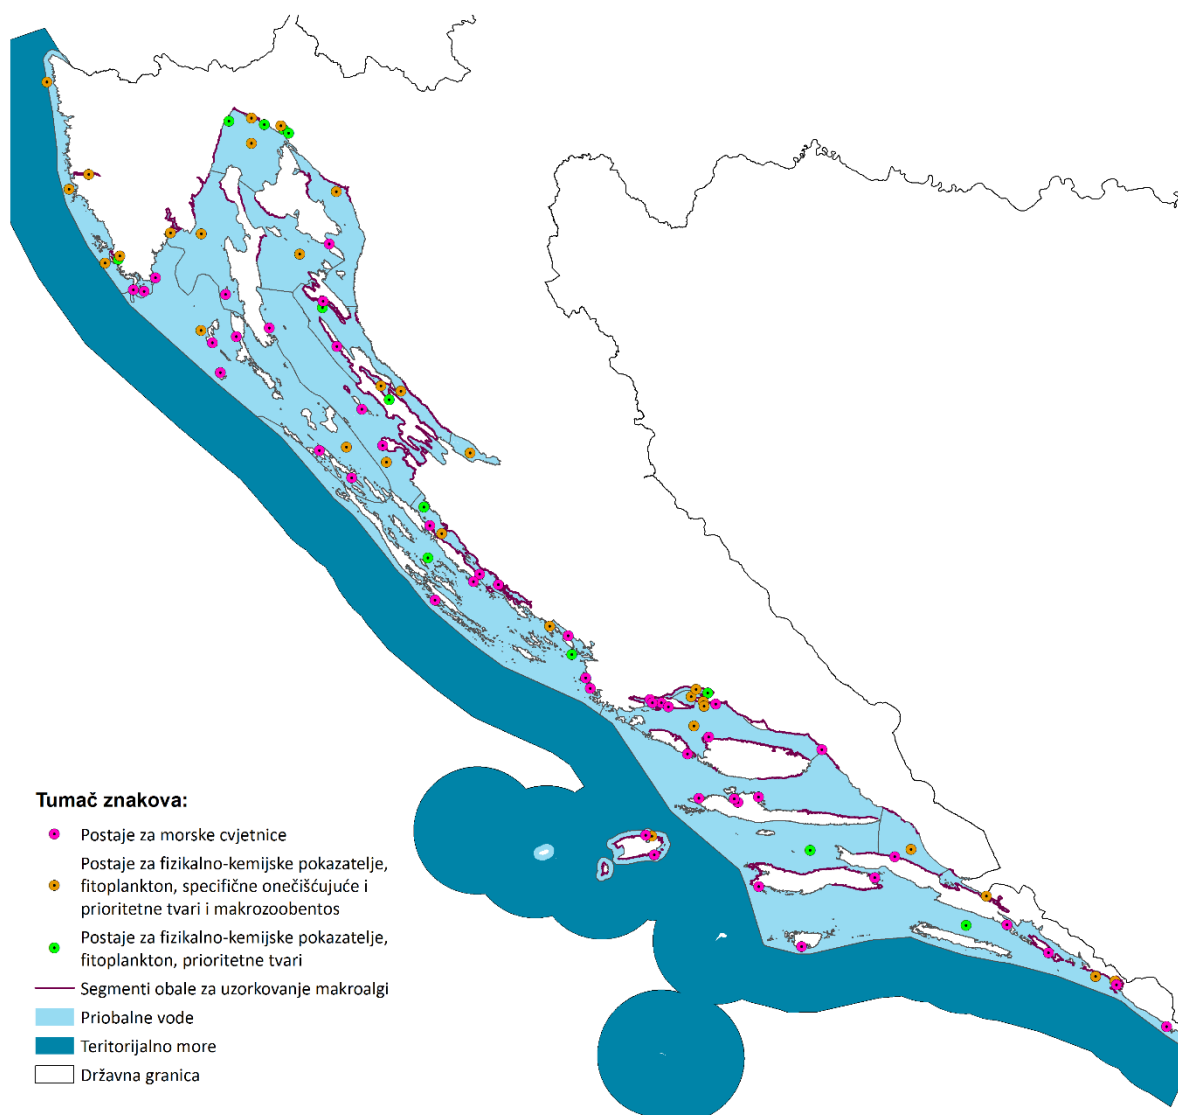 Tumač znakova:
Postaje za morske cvjetnice
Postaje za fizikalno-kemijske pokazatelje,
fitoplankton, specifične onečišćujuće i
prioritetne tvari i makrozoobentos
Postaje za fizikalno-kemijske pokazatelje,
fitoplankton, prioritetne tvari
Segmenti obale za uzorkovanje makroalgi
Priobalne vode
Teritorijalno more
Državna granica